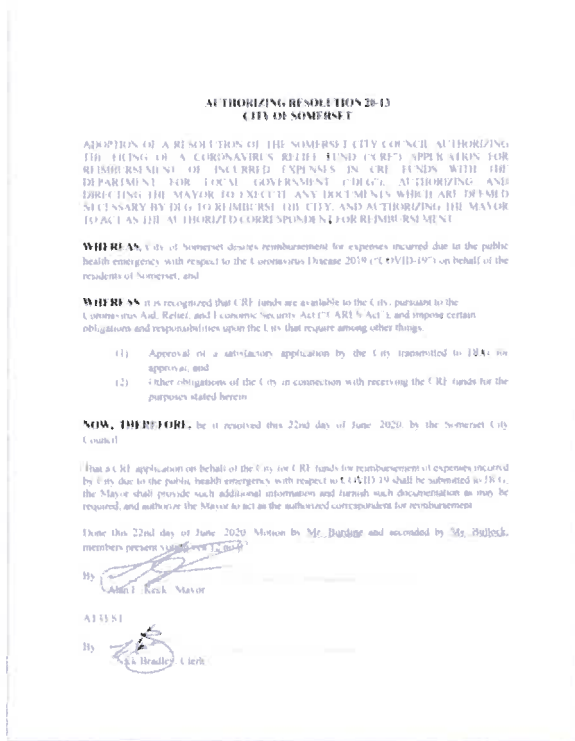 AUTHORIZING RESOLUTION 20-13
CITY OF SOMERSET
ADOPTION OF A RESOLUTION OF THE SOMERSET CITY COUNCIL AUTHORIZING
THE FILING OF A CORONAVIRUS RELIEF FUND ("CRF") APPLICATION FOR
REIMBURSEMENT OF INCURRED EXPENSES IN CRF FUNDS WITH THE
DEPARTMENT FOR LOCAL GOVERNMENT ("DLG"), AUTHORIZING AND
DIRECTING THE MAYOR TO EXECUTE ANY DOCUMENTS WHICH ARE DEEMED
NECESSARY BY DLG TO REIMBURSE THE CITY, AND AUTHORIZING THE MAYOR
TO ACT AS THE AUTHORIZED CORRESPONDENT FOR REIMBURSEMENT
WHEREAS, City of Somerset desires reimbursement for expenses incurred due to the public
health emergency with respect to the Coronavirus Disease 2019 ("COVID-19") on behalf of the
residents of Somerset, and
WHEREAS it is recognized that CRF funds are available to the City, pursuant to the
Coronavirus Aid, Relief, and Economic Security Act ("CARES Act"), and impose certain
obligations and responsibilities upon the City that require among other things:
(1) Approval of a satisfactory application by the City transmitted to DLG for
approval, and
(2) Other obligations of the City in connection with receiving the CRF funds for the
purposes stated herein
NOW, THEREFORE, be it resolved this 22nd day of June 2020, by the Somerset City
Council
That a CRF application on behalf of the City for CRF funds for reimbursement of expenses incurred
by City due to the public health emergency with respect to COVID 19 shall be submitted to DLG,
the Mayor shall provide such additional information and furnish such documentation as may be
required, and authorize the Mayor to act as the authorized correspondent for reimbursement
Done this 22nd day of June 2020. Motion by Mr. Burdine and seconded by Mr. Bullock,
members present voting
By
Alan Keck Mayor
ATTEST
By
Nick Bradley, Clerk